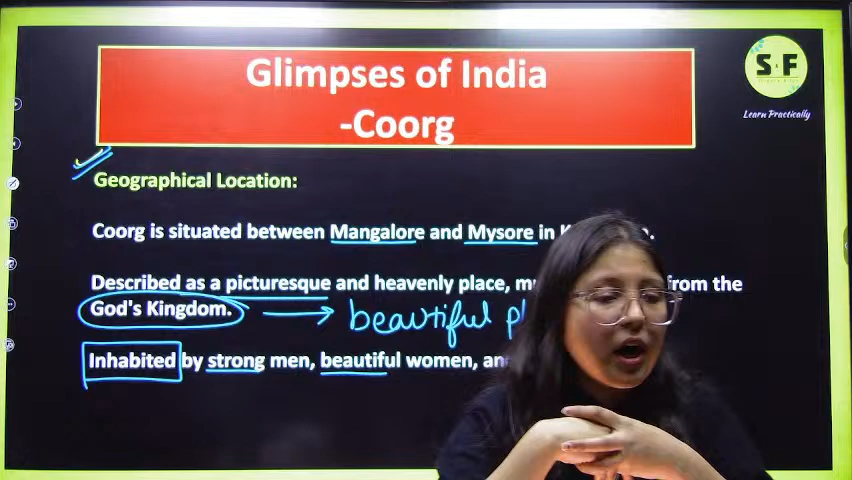 Glimpses of India
-Coorg
S&F
Learn Practically
Geographical Location:
Coorg is situated between Mangalore and Mysore in
Described as a picturesque and heavenly place, from the
God's Kingdom. beautiful
Inhabited by strong men, beautiful women,